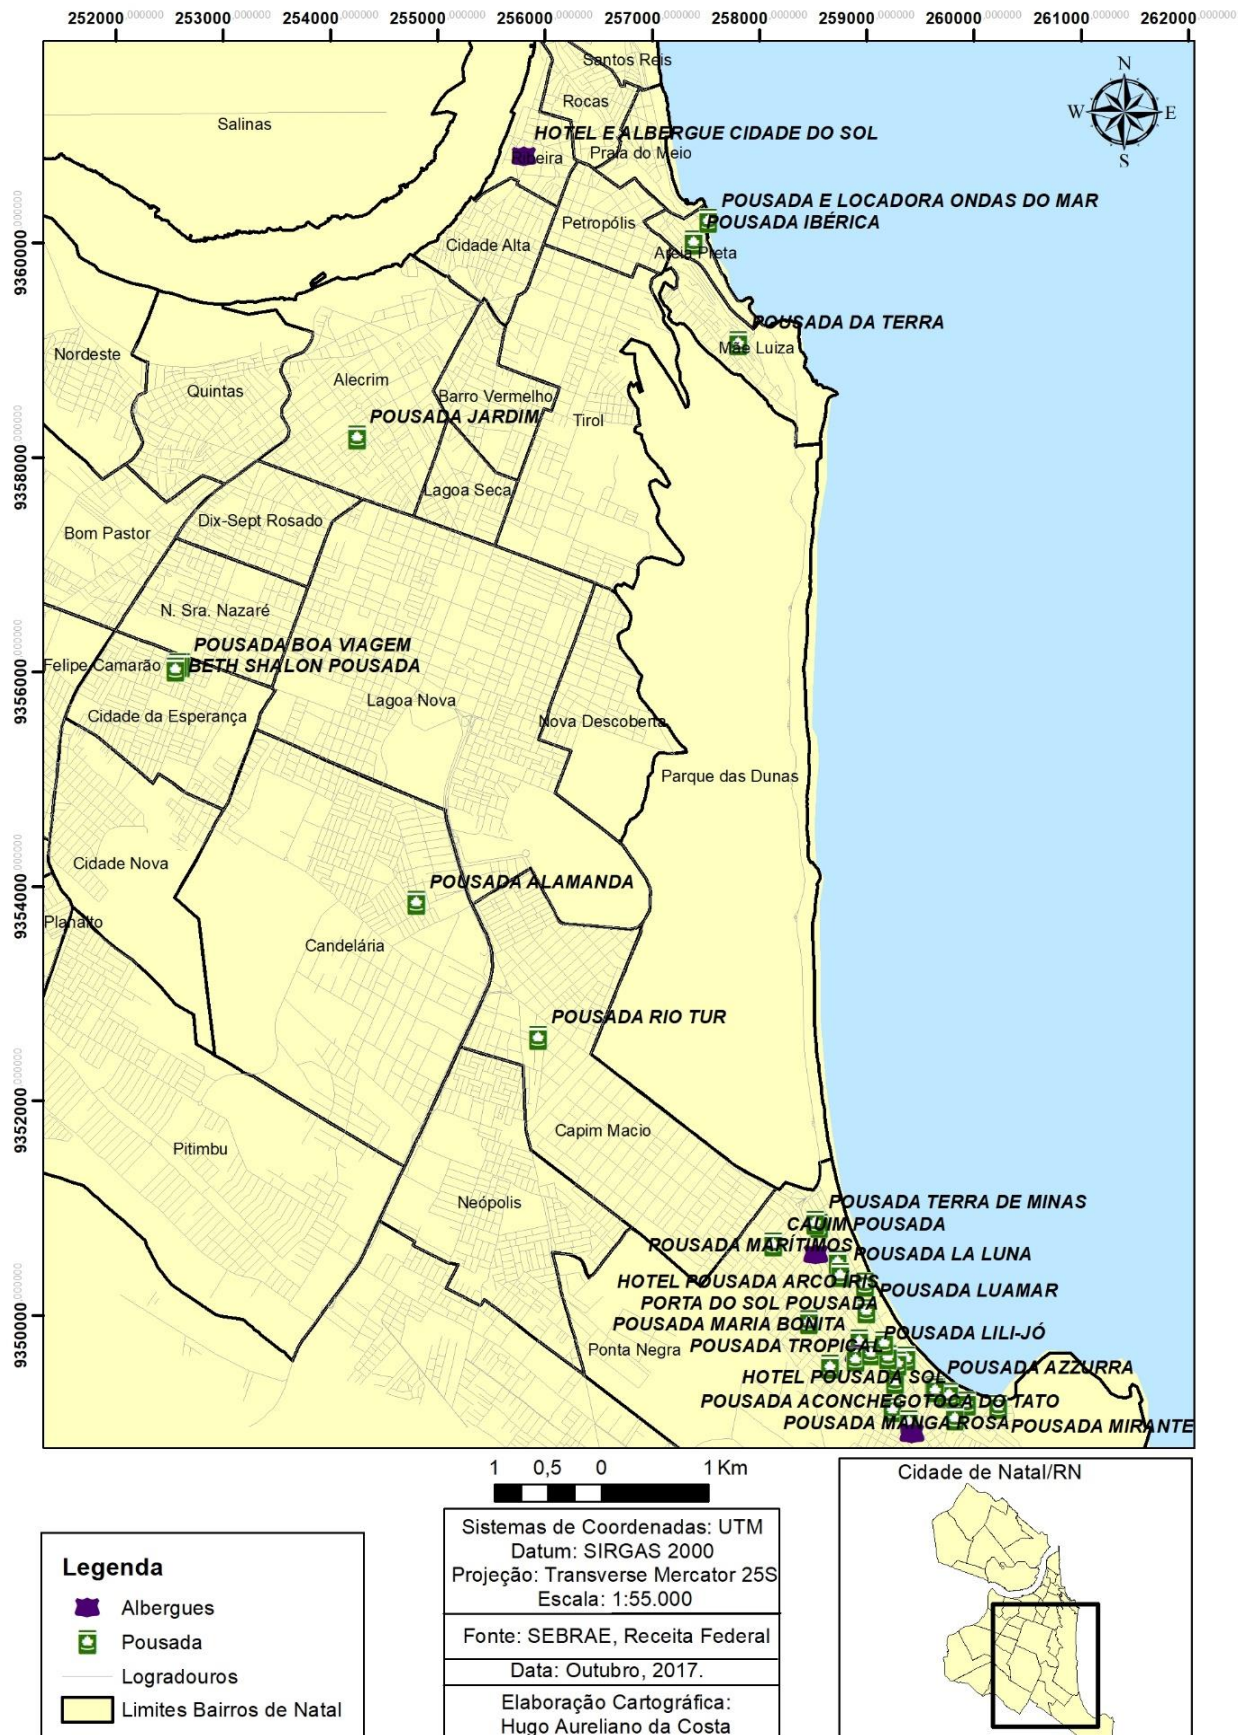 252000,000000 253000,000000 254000,000000 255000,000000 256000,000000 257000,000000 258000,000000 259000,000000 260000,000000 261000,000000 262000,000000
N
W E
S
Santos Reis
Rocas
Salinas
HOTEL E ALBERGUE CIDADE DO SOL
Ribeira
Praia do Meio
POUSADA E LOCADORA ONDAS DO MAR
Petropólis
POUSADA IBÉRICA
Cidade Alta
Areia Preta
9360000,000000
POUSADA DA TERRA
Mãe Luiza
Nordeste
Alecrim
Quintas
Barro Vermelho
POUSADA JARDIM
Tirol
9358000,000000
Lagoa Seca
Dix-Sept Rosado
Bom Pastor
N. Sra. Nazaré
POUSADA BOA VIAGEM
Felipe Camarão
BETH SHALON POUSADA
9356000,000000
Lagoa Nova
Cidade da Esperança
Nova Descoberta
Parque das Dunas
Cidade Nova
POUSADA ALAMANDA
9354000,000000
Planalto
Candelária
POUSADA RIO TUR
9352000,000000
Capim Macio
Pitimbu
Neópolis
POUSADA TERRA DE MINAS
CAUIM POUSADA
POUSADA MARÍTIMOS
POUSADA LA LUNA
HOTEL POUSADA ARCO ÍRIS
POUSADA LUAMAR
PORTA DO SOL POUSADA
9350000,000000
POUSADA MARIA BONITA
POUSADA LILI-JÓ
POUSADA TROPICAL
Ponta Negra
POUSADA AZZURRA
HOTEL POUSADA SOL
POUSADA ACONCHEGO
TOCA DO TATO
POUSADA MANGA ROSA
POUSADA MIRANTE
1 0,5 0 1 Km
Sistemas de Coordenadas: UTM
Datum: SIRGAS 2000
Projeção: Transverse Mercator 25S
Escala: 1:55.000
Fonte: SEBRAE, Receita Federal
Data: Outubro, 2017.
Elaboração Cartográfica:
Hugo Aureliano da Costa
Legenda
Albergues
Pousada
Logradouros
Limites Bairros de Natal
Cidade de Natal/RN